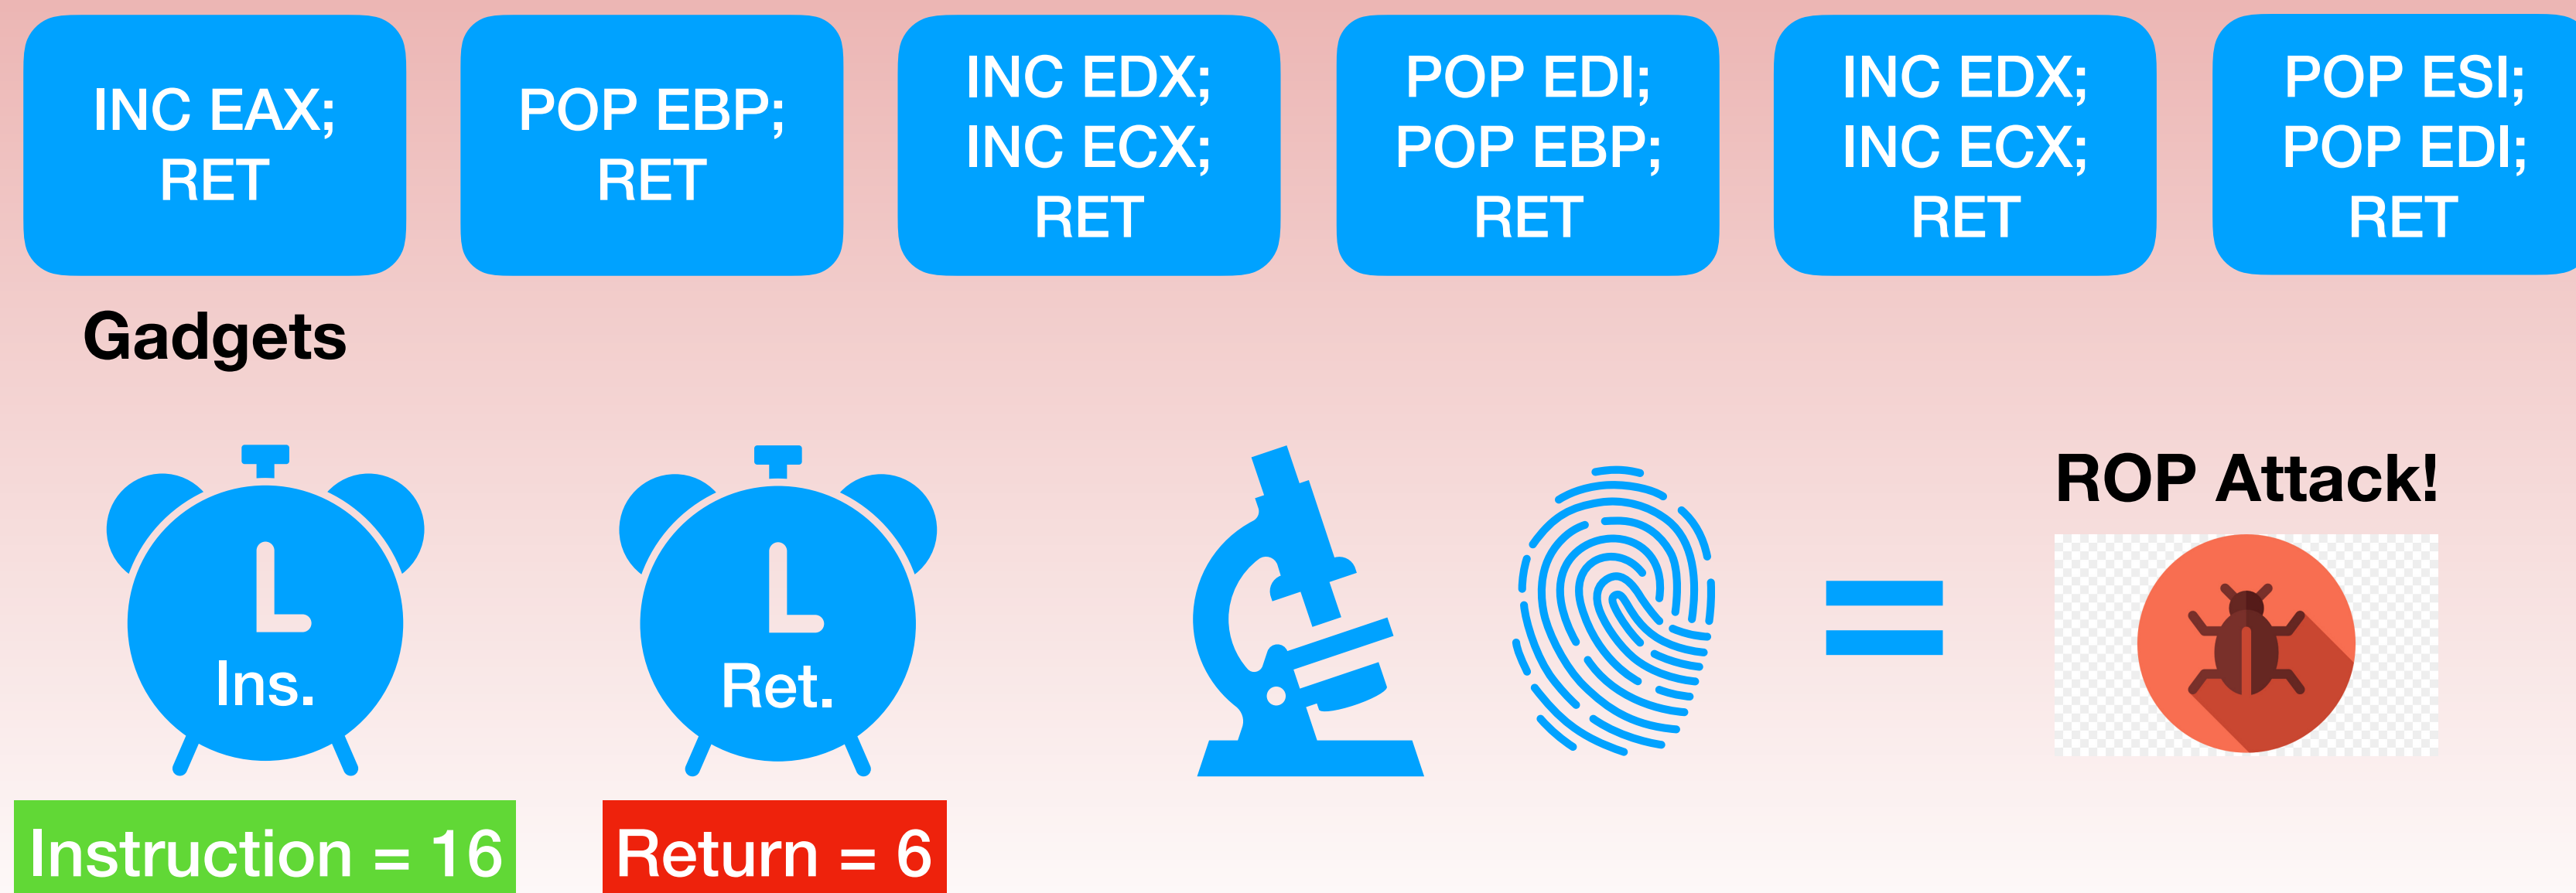 INC EAX;
RET
POP EBP;
RET
INC EDX;
INC ECX;
RET
POP EDI;
POP EBP;
RET
INC EDX;
INC ECX;
RET
POP ESI;
POP EDI;
RET
Gadgets
Ins.
Ret.
ROP Attack!
Instruction = 16
Return = 6